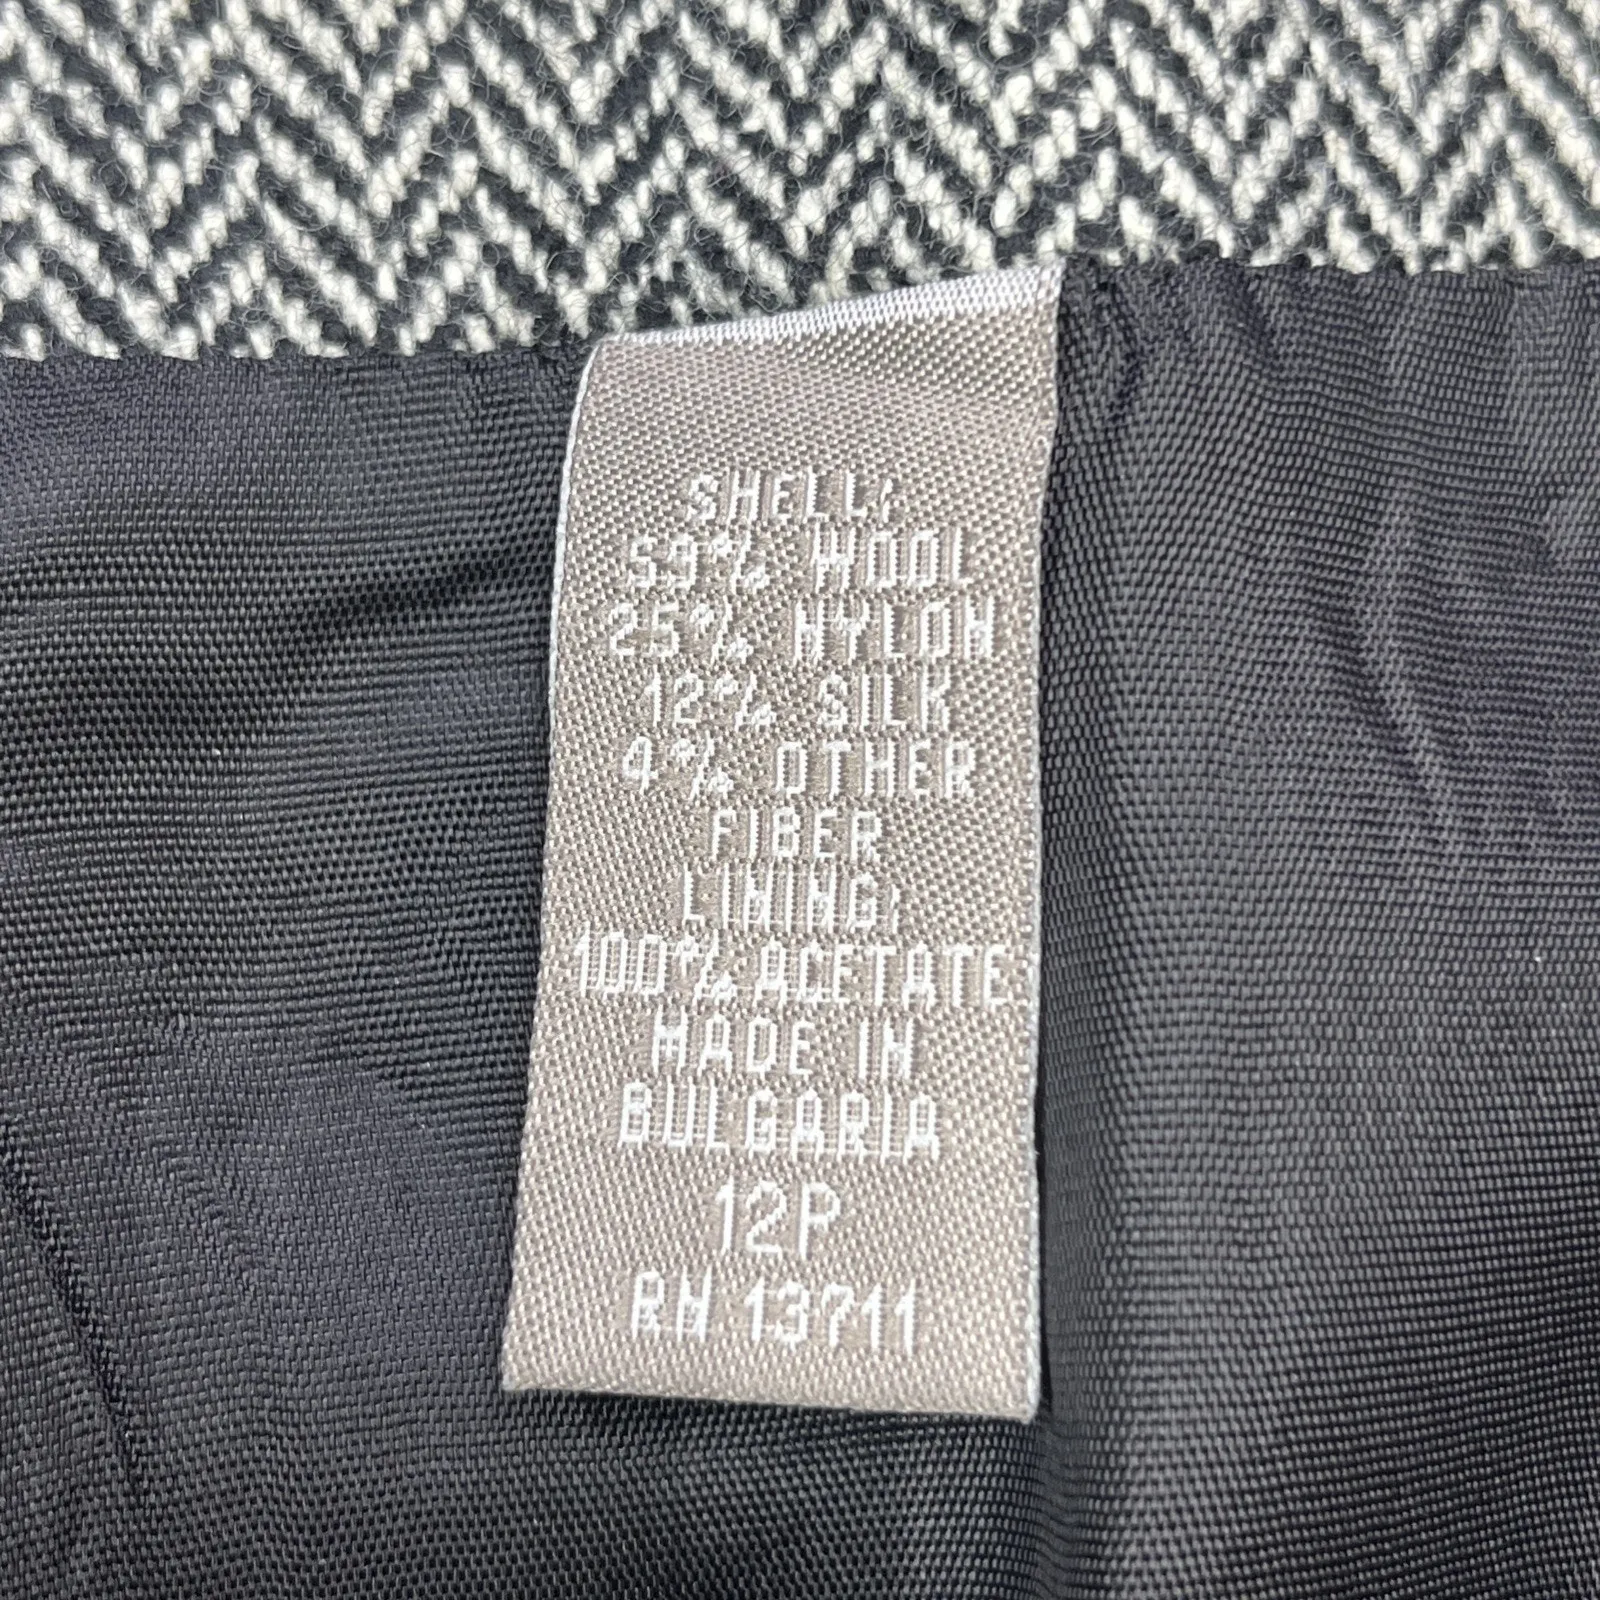 SHELL:
59% WOOL
25% NYLON
12% SILK
4% OTHER
FIBER
LINING:
100% ACETATE
MADE IN
BULGARIA
12P
RN 13711